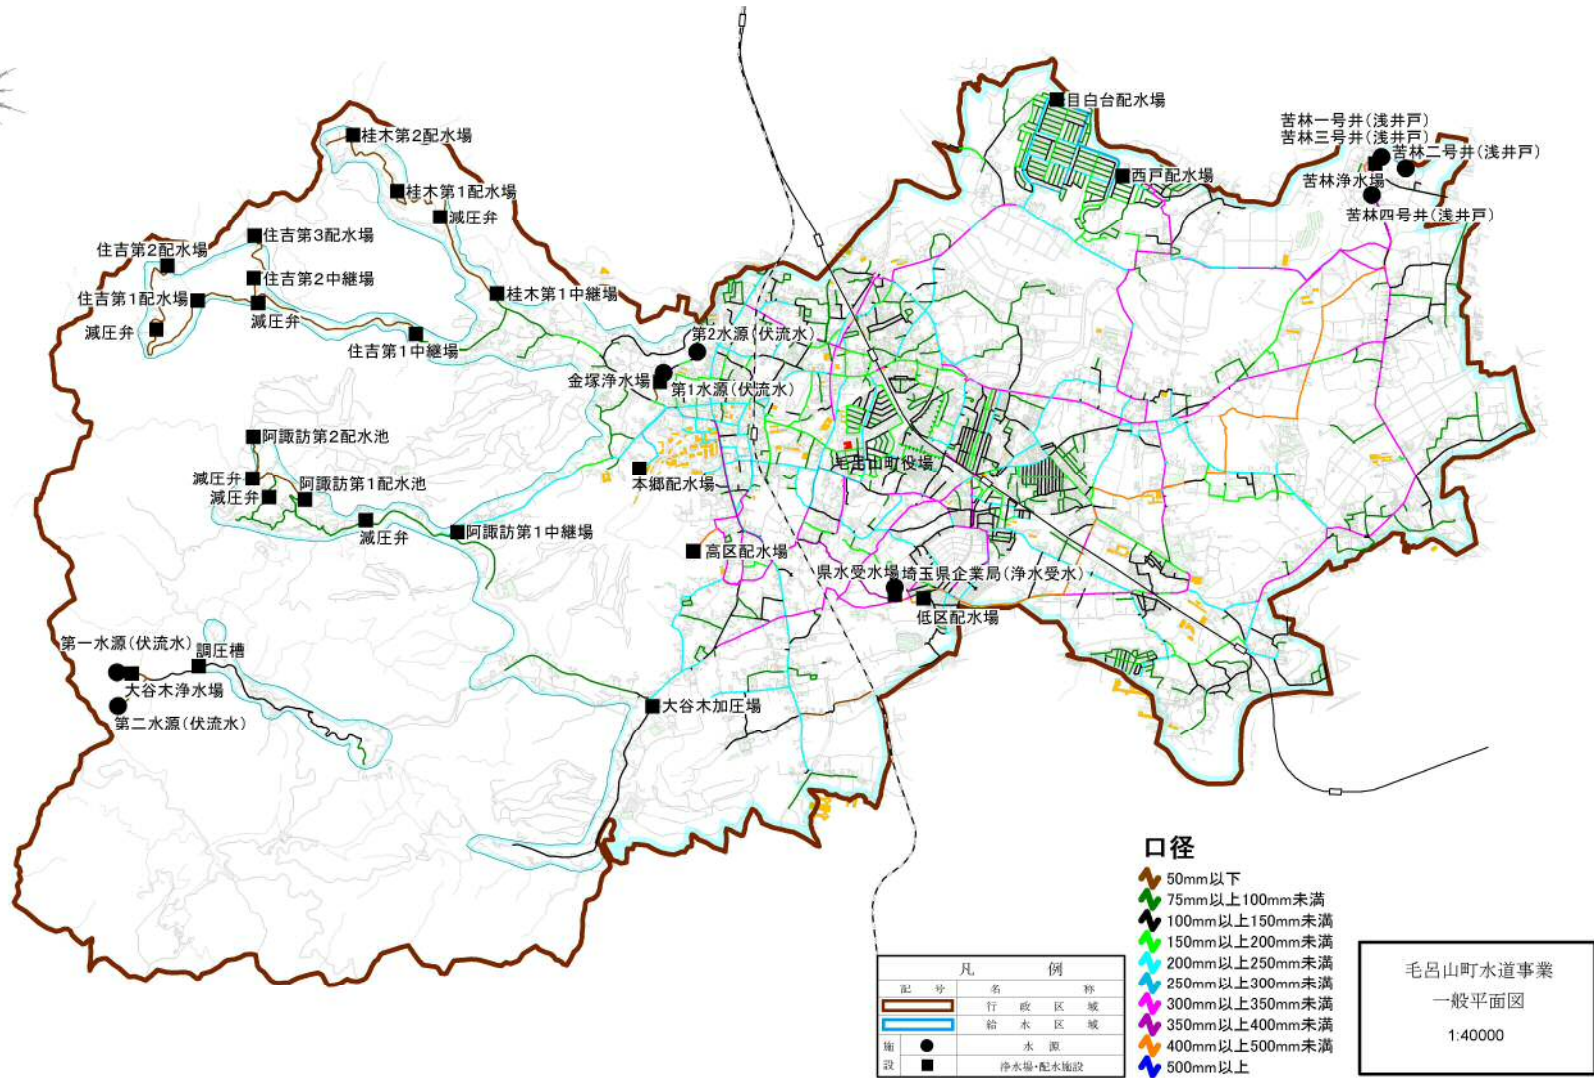 目白台配水場
苦林一号井(浅井戸)
苦林三号井(浅井戸)
苦林二号井(浅井戸)
桂木第2配水場
西戸配水場
苦林浄水場
桂木第1配水場
苦林四号井(浅井戸)
減圧弁
住吉第3配水場
住吉第2配水場
住吉第2中継場
桂木第1中継場
住吉第1配水場
減圧弁
減圧弁
住吉第1中継場
第2水源(伏流水)
金塚浄水場
第1水源(伏流水)
阿諏訪第2配水池
毛呂山町役場
減圧弁
本郷配水場
阿諏訪第1配水池
減圧弁
阿諏訪第1中継場
減圧弁
高区配水場
県水受水場
埼玉県企業局(浄水受水)
低区配水場
第一水源(伏流水)
調圧槽
大谷木浄水場
大谷木加圧場
第二水源(伏流水)
口径
50mm以下
75mm以上100mm未満
100mm以上150mm未満
150mm以上200mm未満
200mm以上250mm未満
250mm以上300mm未満
300mm以上350mm未満
350mm以上400mm未満
400mm以上500mm未満
500mm以上
凡 例
記 号 名 称
行 政 区 域
給 水 区 域
施設
水 源
浄水場・配水施設
毛呂山町水道事業
一般平面図
1:40000